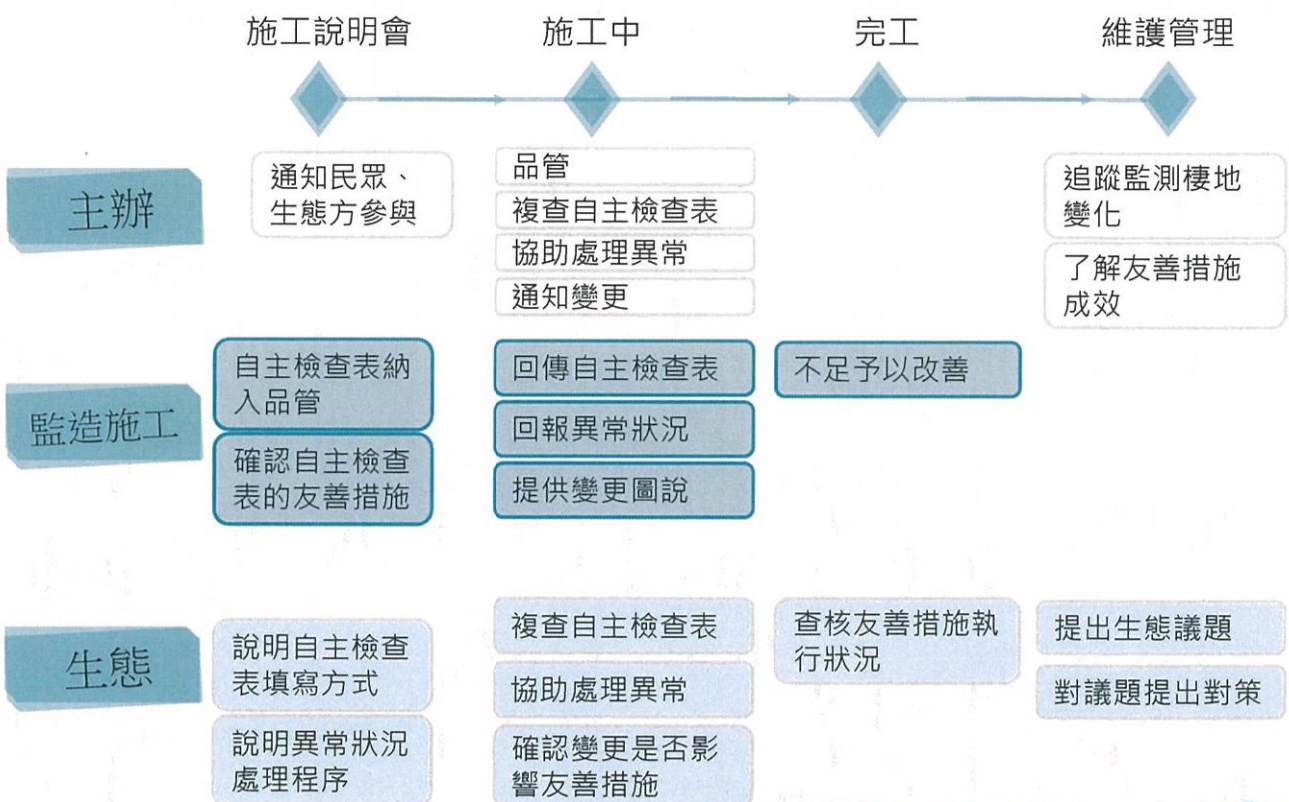 施工說明會
施工中
完工
維護管理
主辦
通知民眾、
生態方參與
品管
複查自主檢查表
協助處理異常
通知變更
追蹤監測棲地
變化
了解友善措施
成效
監造施工
自主檢查表納
入品管
確認自主檢查
表的友善措施
回傳自主檢查表
回報異常狀況
提供變更圖說
不足予以改善
生態
說明自主檢查
表填寫方式
說明異常狀況
處理程序
複查自主檢查表
協助處理異常
確認變更是否影
響友善措施
查核友善措施執
行狀況
提出生態議題
對議題提出對策